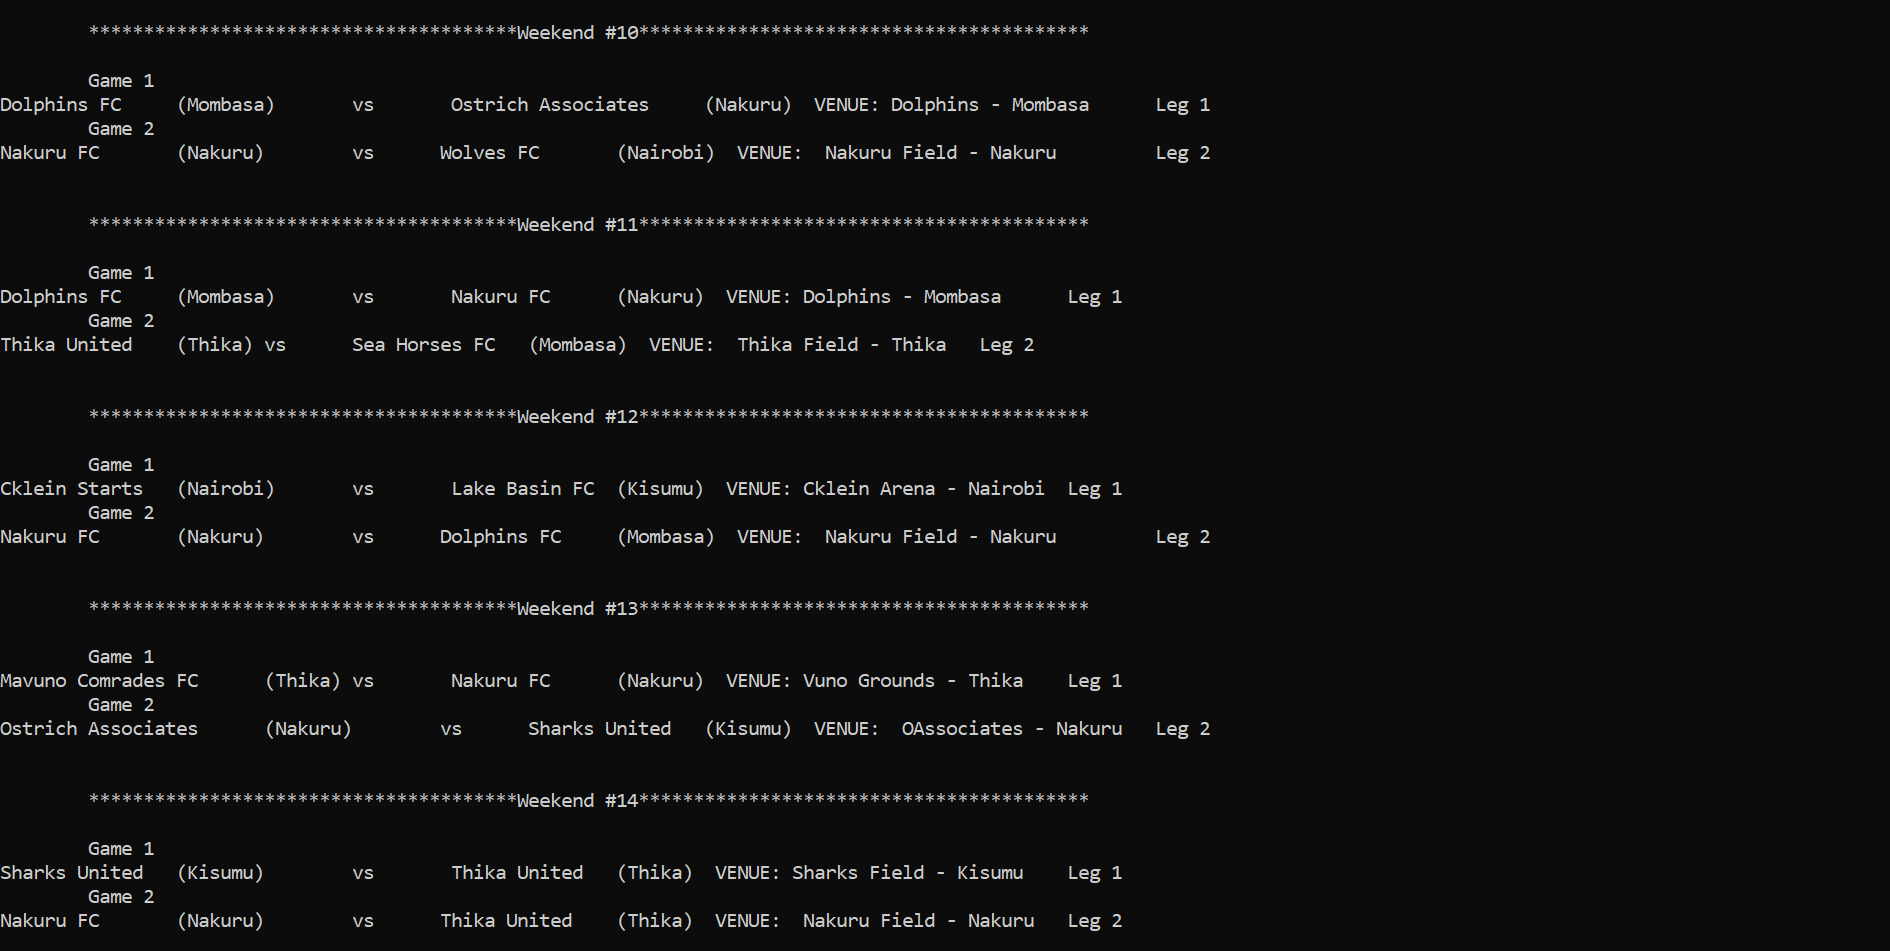 ***************************************Weekend #10*****************************************
Game 1
Dolphins FC (Mombasa) vs Ostrich Associates (Nakuru) VENUE: Dolphins - Mombasa Leg 1
Game 2
Nakuru FC (Nakuru) vs Wolves FC (Nairobi) VENUE: Nakuru Field - Nakuru Leg 2
***************************************Weekend #11*****************************************
Game 1
Dolphins FC (Mombasa) vs Nakuru FC (Nakuru) VENUE: Dolphins - Mombasa Leg 1
Game 2
Thika United (Thika) vs Sea Horses FC (Mombasa) VENUE: Thika Field - Thika Leg 2
***************************************Weekend #12*****************************************
Game 1
Cklein Starts (Nairobi) vs Lake Basin FC (Kisumu) VENUE: Cklein Arena - Nairobi Leg 1
Game 2
Nakuru FC (Nakuru) vs Dolphins FC (Mombasa) VENUE: Nakuru Field - Nakuru Leg 2
***************************************Weekend #13*****************************************
Game 1
Mavuno Comrades FC (Thika) vs Nakuru FC (Nakuru) VENUE: Vuno Grounds - Thika Leg 1
Game 2
Ostrich Associates (Nakuru) vs Sharks United (Kisumu) VENUE: OAssociates - Nakuru Leg 2
***************************************Weekend #14*****************************************
Game 1
Sharks United (Kisumu) vs Thika United (Thika) VENUE: Sharks Field - Kisumu Leg 1
Game 2
Nakuru FC (Nakuru) vs Thika United (Thika) VENUE: Nakuru Field - Nakuru Leg 2